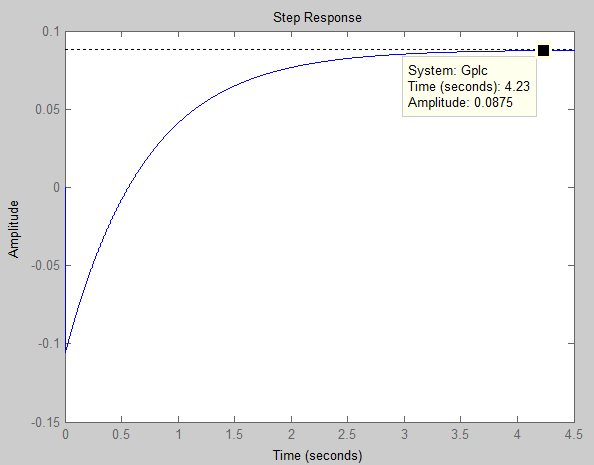 Step Response
0.1
0.05
0
-0.05
-0.1
-0.15
Amplitude
System: Gplc
Time (seconds): 4.23
Amplitude: 0.0875
0 0.5 1 1.5 2 2.5 3 3.5 4 4.5
Time (seconds)